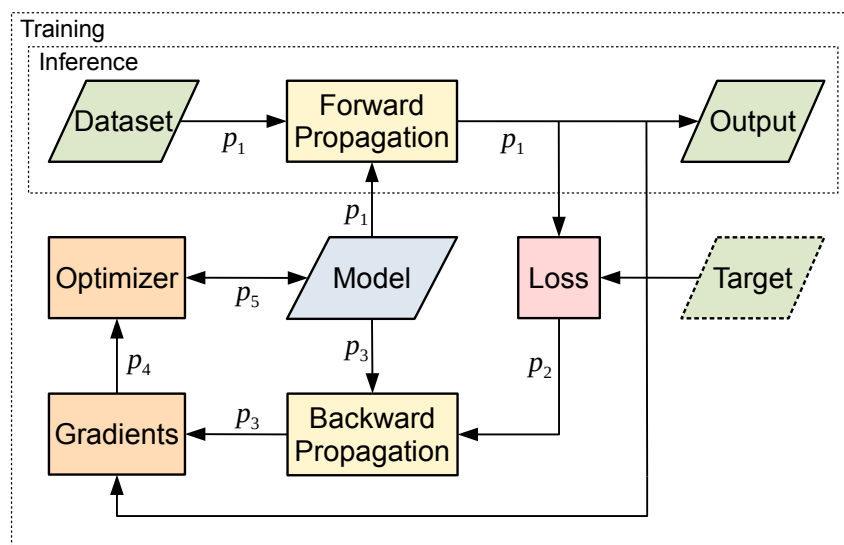 Training
Inference
Dataset
p1
Forward
Propagation
p1
Output
p1
Optimizer
p5
Model
Loss
Target
p4
p3
p2
Gradients
p3
Backward
Propagation